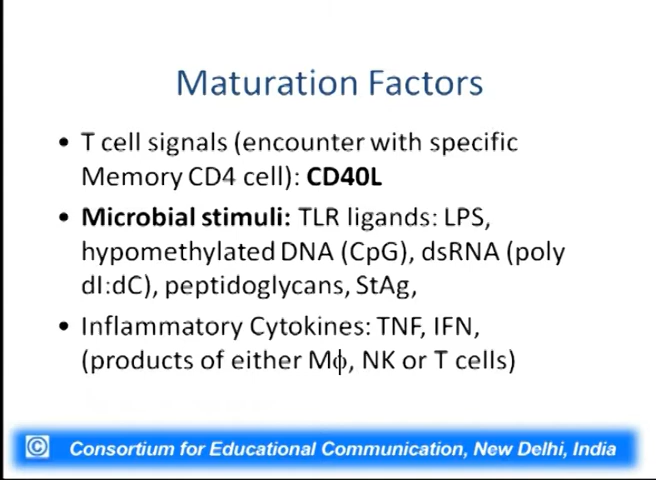 Maturation Factors
• T cell signals (encounter with specific
Memory CD4 cell): CD40L
• Microbial stimuli: TLR ligands: LPS,
hypomethylated DNA (CpG), dsRNA (poly
dI:dC), peptidoglycans, StAg,
• Inflammatory Cytokines: TNF, IFN,
(products of either Mϕ, NK or T cells)
© Consortium for Educational Communication, New Delhi, India